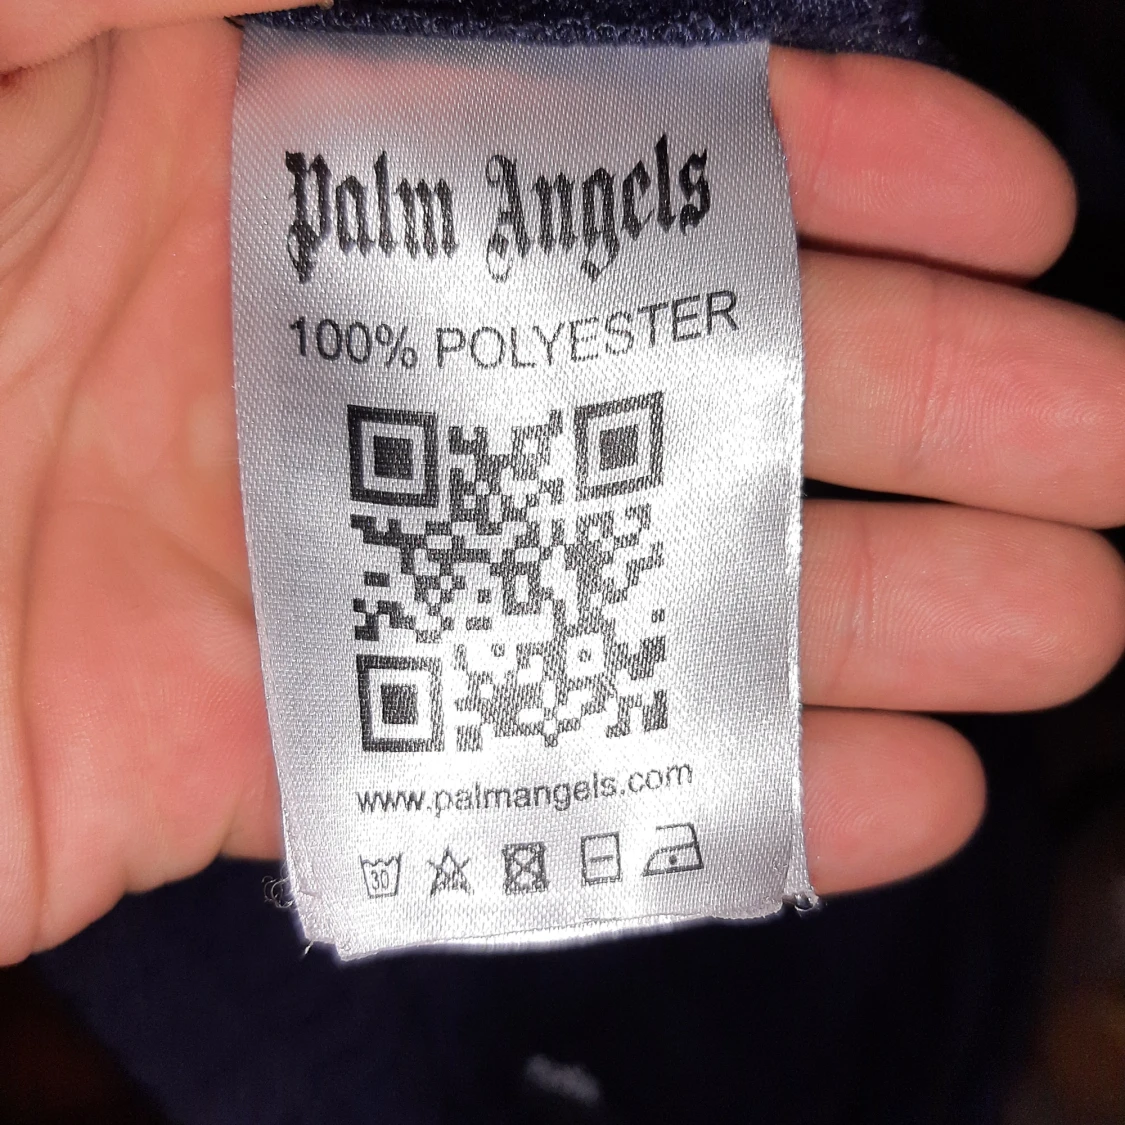 Palm Angels
100% POLYESTER
www.palmangels.com
30